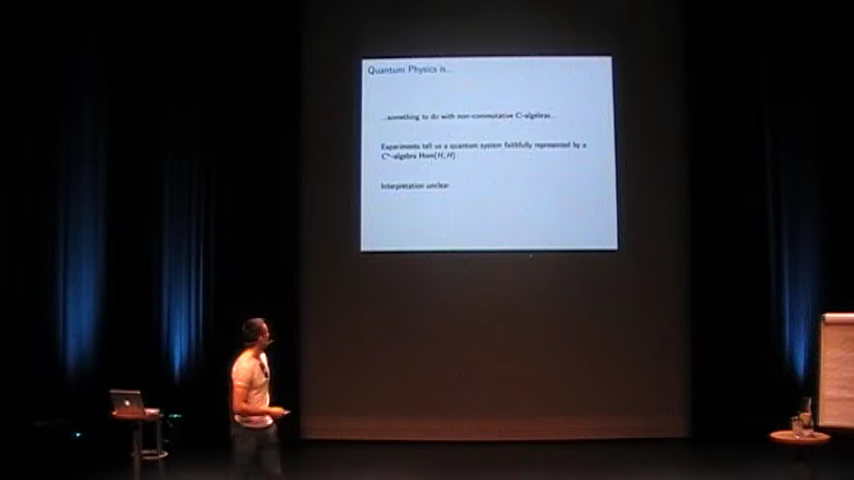 Quantum Physics is...
...something to do with non-commutative C-algebras...
Experiments tell us a quantum system faithfully represented by a
C*-algebra Hom(H, H)
Interpretation unclear